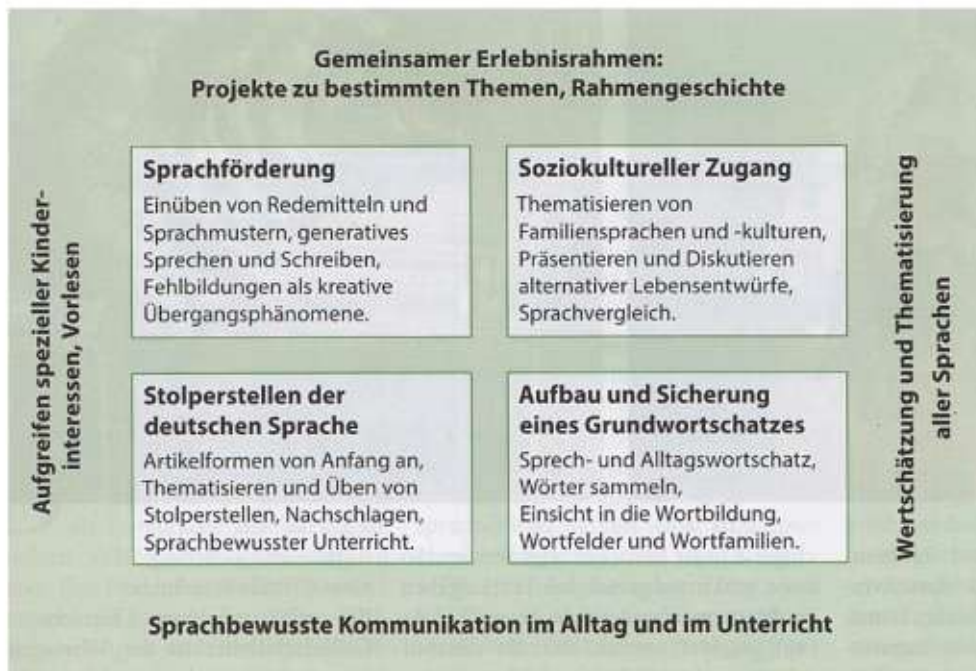 Gemeinsamer Erlebnisrahmen:
Projekte zu bestimmten Themen, Rahmengeschichte
Aufgreifen spezieller Kinder-
interessen, Vorlesen
Sprachförderung
Einüben von Redemitteln und
Sprachmustern, generatives
Sprechen und Schreiben,
Fehlbildungen als kreative
Übergangsphänomene.
Soziokultureller Zugang
Thematisieren von
Familiensprachen und -kulturen,
Präsentieren und Diskutieren
alternativer Lebensentwürfe,
Sprachvergleich.
Stolperstellen der
deutschen Sprache
Artikelformen von Anfang an,
Thematisieren und Üben von
Stolperstellen, Nachschlagen,
Sprachbewusster Unterricht.
Aufbau und Sicherung
eines Grundwortschatzes
Sprech- und Alltagswortschatz,
Wörter sammeln,
Einsicht in die Wortbildung,
Wortfelder und Wortfamilien.
Wertschätzung und Thematisierung
aller Sprachen
Sprachbewusste Kommunikation im Alltag und im Unterricht